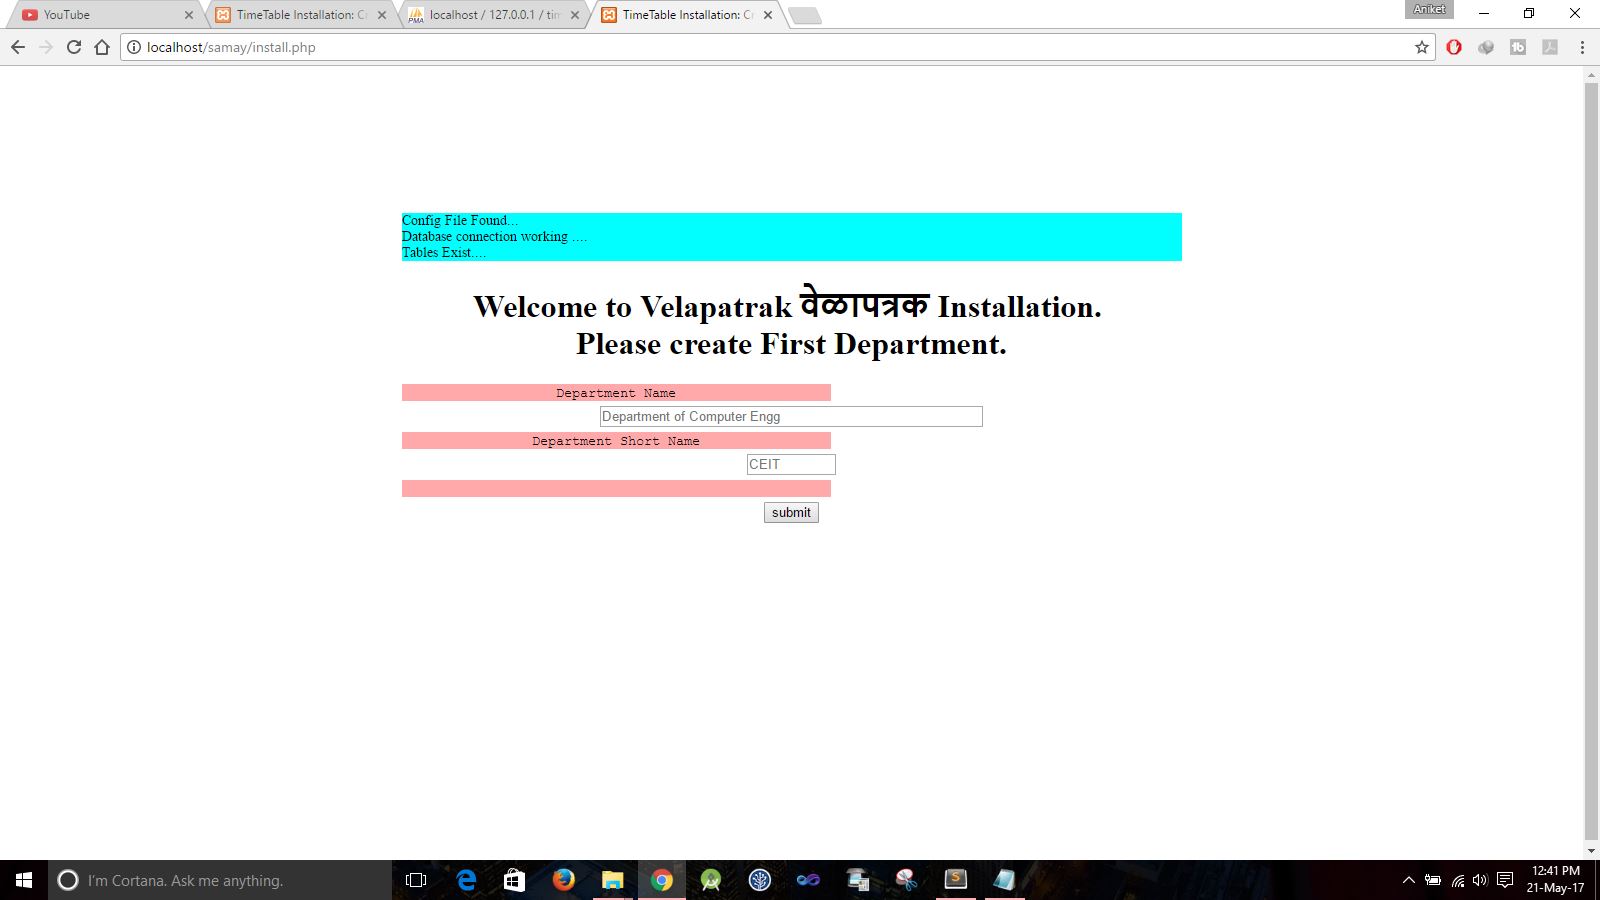 YouTube
TimeTable Installation: Cr
localhost / 127.0.0.1 / tim
TimeTable Installation: Cr
Aniket
localhost/samay/install.php
Config File Found...
Database connection working ....
Tables Exist....
Welcome to Velapatrak वेळापत्रक Installation.
Please create First Department.
Department Name
Department of Computer Engg
Department Short Name
CEIT
submit
I'm Cortana. Ask me anything.
12:41 PM
21-May-17